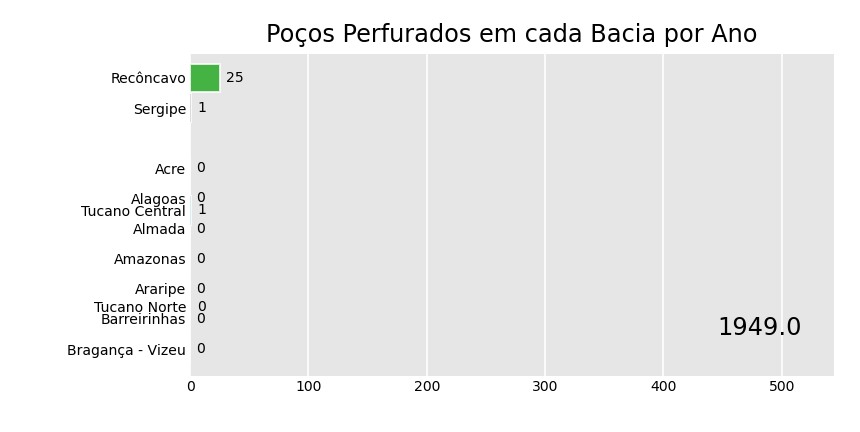 Poços Perfurados em cada Bacia por Ano
Recôncavo 25
Sergipe 1
Acre 0
Alagoas 0
Tucano Central 1
Almada 0
Amazonas 0
Araripe 0
Tucano Norte 0
Barreirinhas 0
1949.0
Bragança - Vizeu 0
0 100 200 300 400 500